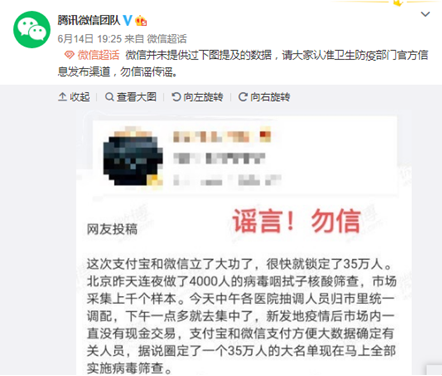 腾讯微信团队
6月14日 19:25 来自 微信超话
微信超话 微信并未提供过下图提及的数据，请大家认准卫生防疫部门官方信
息发布渠道，勿信谣传谣。
收起 查看大图 向左旋转 向右旋转
谣言！勿信
网友投稿
这次支付宝和微信立了大功了，很快就锁定了35万人。
北京昨天连夜做了4000人的病毒咽拭子核酸筛查，市场
采集上千个样本。今天中午各医院抽调人员归市里统一
调配，下午一点多就去集中了，新发地疫情后市场内一
直没有现金交易，支付宝和微信支付方便大数据确定有
关人员，据说圈定了一个35万人的大名单现在马上全部
实施病毒筛查。